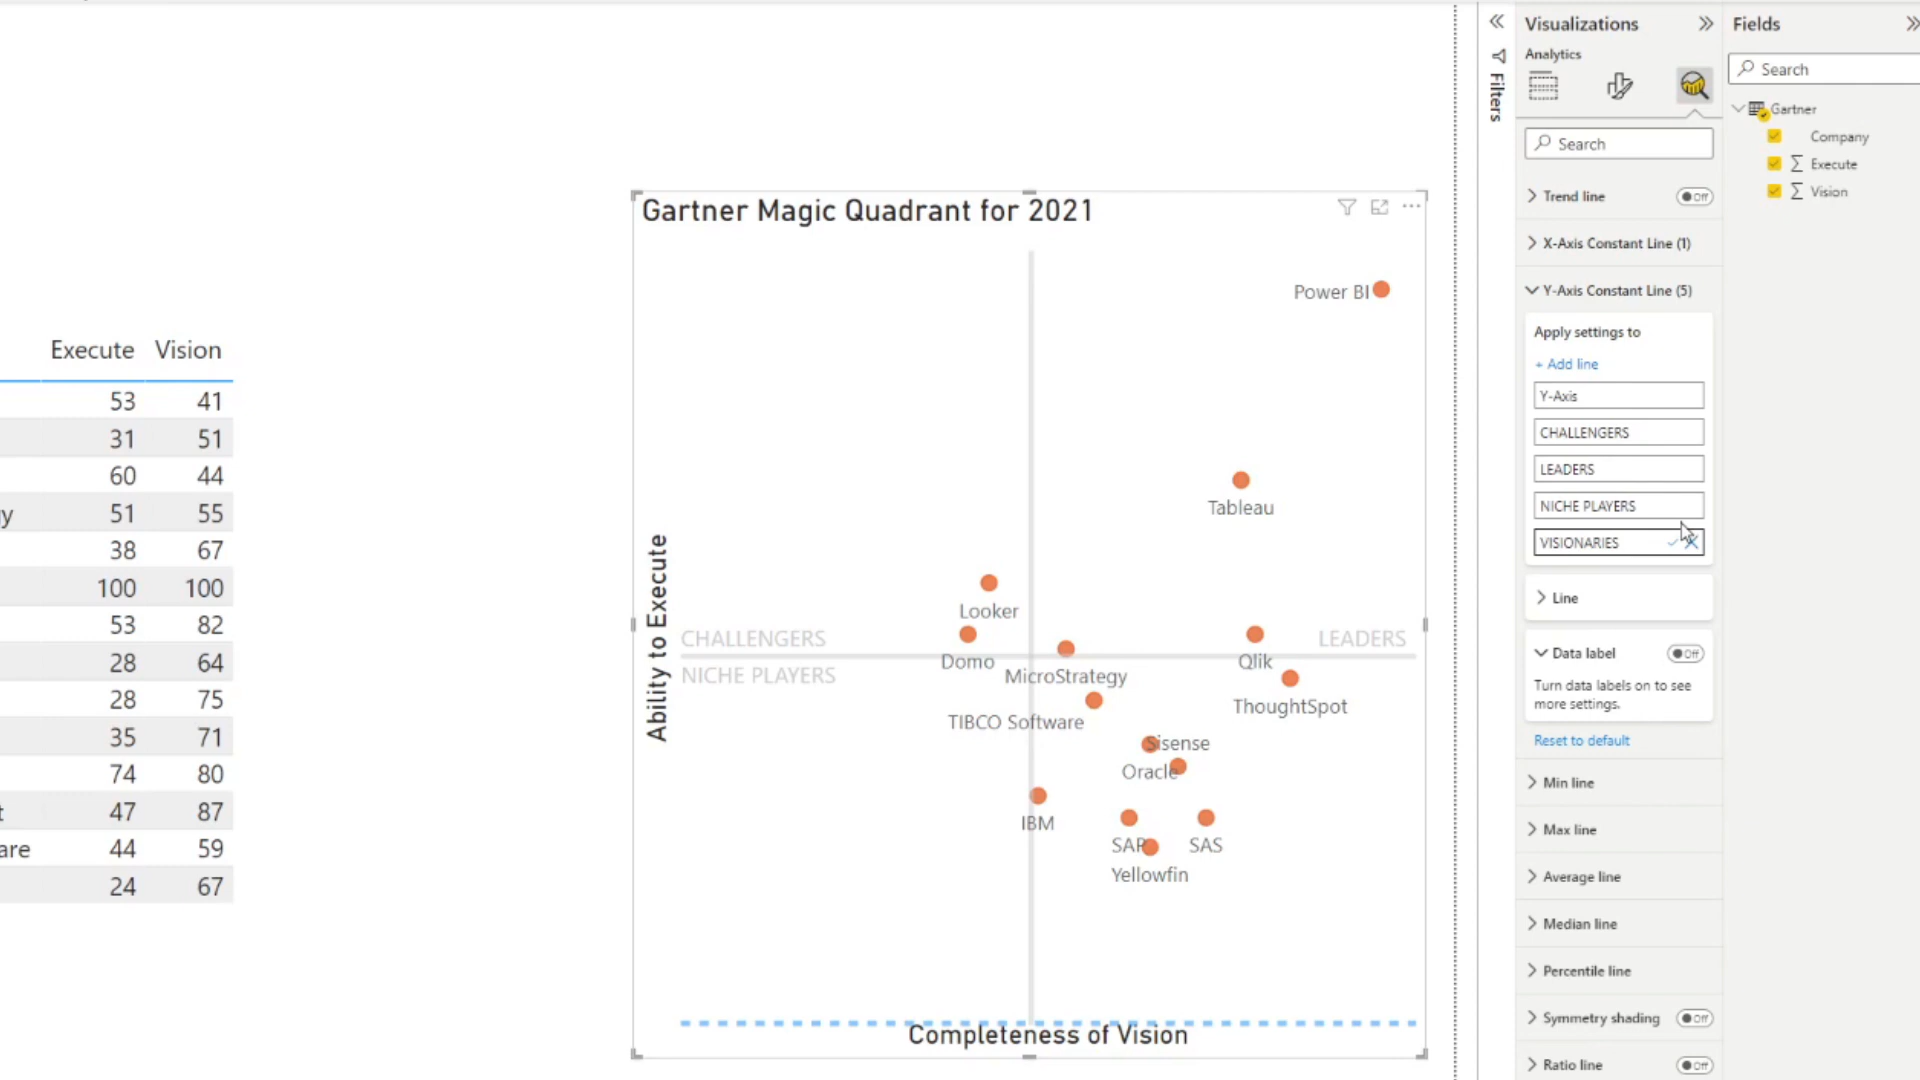 Execute Vision
53 41
31 51
60 44
y 51 55
38 67
100 100
53 82
28 64
28 75
35 71
74 80
t 47 87
are 44 59
24 67
Gartner Magic Quadrant for 2021
Power BI
Tableau
Looker
CHALLENGERS
LEADERS
Domo
Qlik
MicroStrategy
NICHE PLAYERS
ThoughtSpot
TIBCO Software
Sisense
Oracle
IBM
SAP
SAS
Yellowfin
Ability to Execute
Completeness of Vision
Filters
Visualizations
Analytics
Search
Trend line Off
X-Axis Constant Line (1)
Y-Axis Constant Line (5)
Apply settings to
+ Add line
Y-Axis
CHALLENGERS
LEADERS
NICHE PLAYERS
VISIONARIES
Line
Data label Off
Turn data labels on to see
more settings.
Reset to default
Min line
Max line
Average line
Median line
Percentile line
Symmetry shading Off
Ratio line Off
Fields
Search
Gartner
Company
Σ Execute
Σ Vision